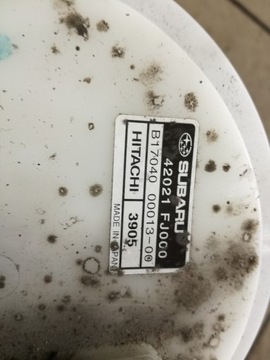 SUBARU
42021 FJ000
B17040 00013-0®
HITACHI 3905
MADE IN JAPAN